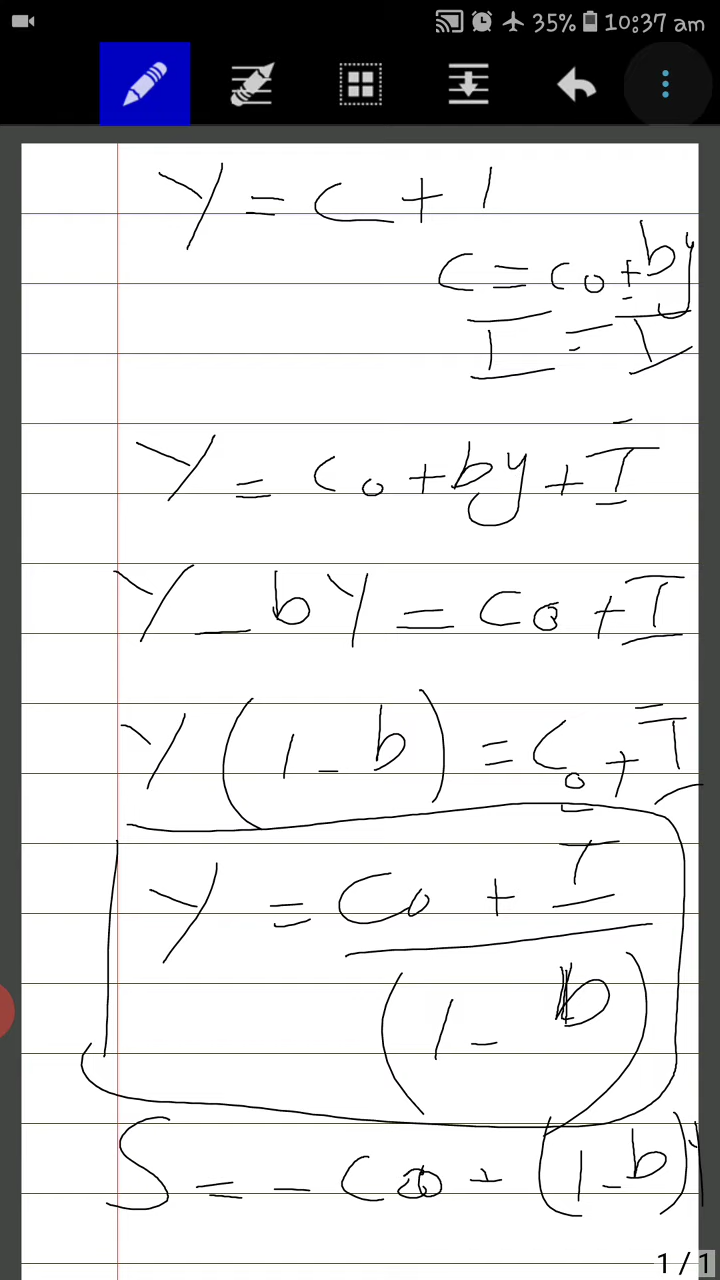 35% 10:37 am
Y = C + I
C = Co + by
I = Ī
Y = Co + by + Ī
Y - bY = Co + I
Y (1 - b) = Co + Ī
Y = Co + Ī
(1 - b)
S = - Co + (1 - b) Y
1 / 1